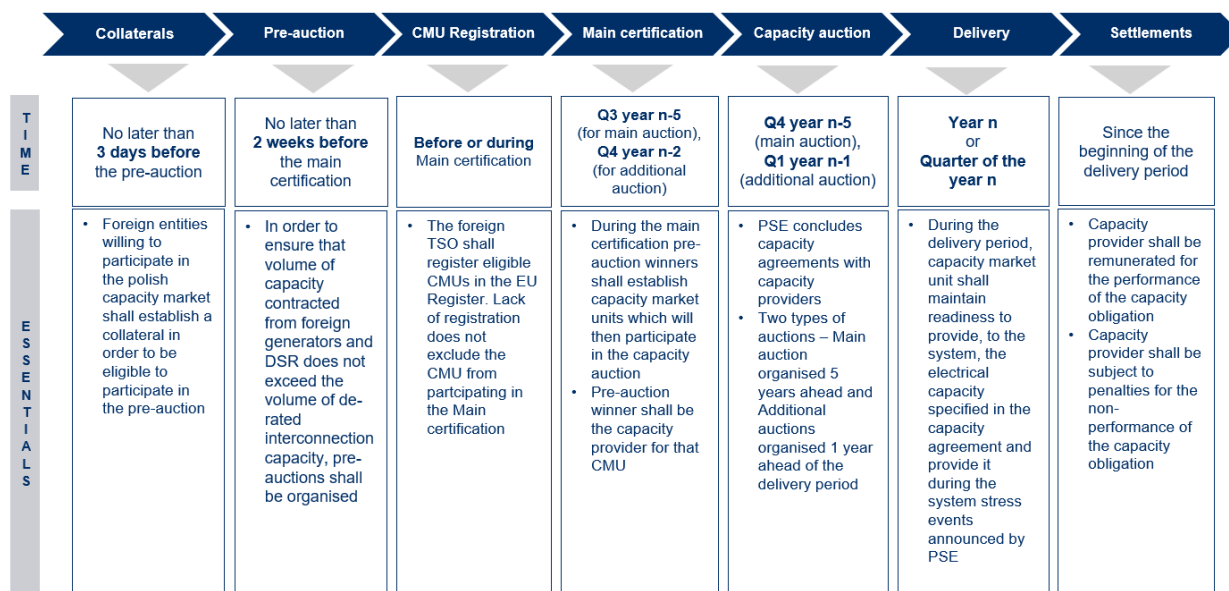 Collaterals
Pre-auction
CMU Registration
Main certification
Capacity auction
Delivery
Settlements
T
I
M
E
No later than
3 days before
the pre-auction
No later than
2 weeks before
the main
certification
Before or during
Main certification
Q3 year n-5
(for main auction),
Q4 year n-2
(for additional
auction)
Q4 year n-5
(main auction),
Q1 year n-1
(additional auction)
Year n
or
Quarter of the
year n
Since the
beginning of the
delivery period
E
S
S
E
N
T
I
A
L
S
• Foreign entities
willing to
participate in
the polish
capacity market
shall establish a
collateral in
order to be
eligible to
participate in
the pre-auction
• In order to
ensure that
volume of
capacity
contracted
from foreign
generators and
DSR does not
exceed the
volume of de-
rated
interconnection
capacity, pre-
auctions shall
be organised
• The foreign
TSO shall
register eligible
CMUs in the EU
Register. Lack
of registration
does not
exclude the
CMU from
partcipating in
the Main
certification
• During the main
certification pre-
auction winners
shall establish
capacity market
units which will
then participate
in the capacity
auction
• Pre-auction
winner shall be
the capacity
provider for that
CMU
• PSE concludes
capacity
agreements with
capacity
providers
• Two types of
auctions – Main
auction
organised 5
years ahead and
Additional
auctions
organised 1 year
ahead of the
delivery period
• During the
delivery period,
capacity market
unit shall
maintain
readiness to
provide, to the
system, the
electrical
capacity
specified in the
capacity
agreement and
provide it
during the
system stress
events
announced by
PSE
• Capacity
provider shall be
remunerated for
the performance
of the capacity
obligation
• Capacity
provider shall be
subject to
penalties for the
non-
performance of
the capacity
obligation